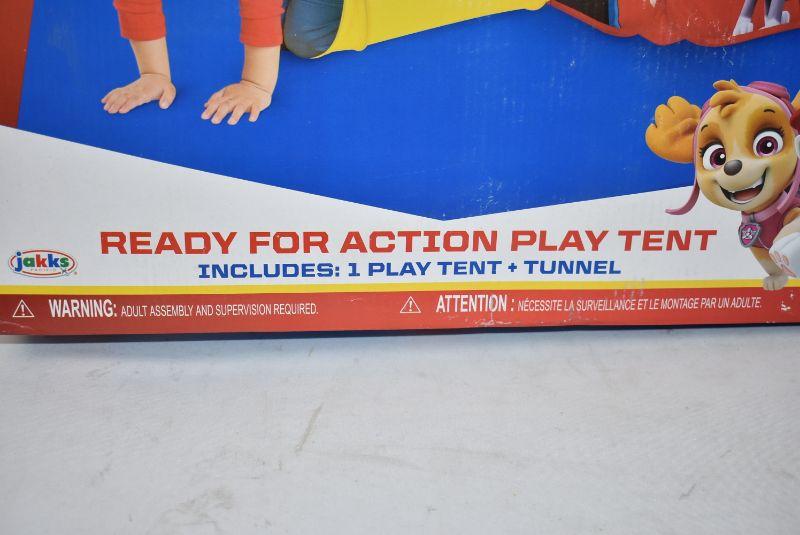 READY FOR ACTION PLAY TENT
INCLUDES: 1 PLAY TENT + TUNNEL
jakks
PACIFIC
WARNING: ADULT ASSEMBLY AND SUPERVISION REQUIRED.
ATTENTION : NÉCESSITE LA SURVEILLANCE ET LE MONTAGE PAR UN ADULTE.